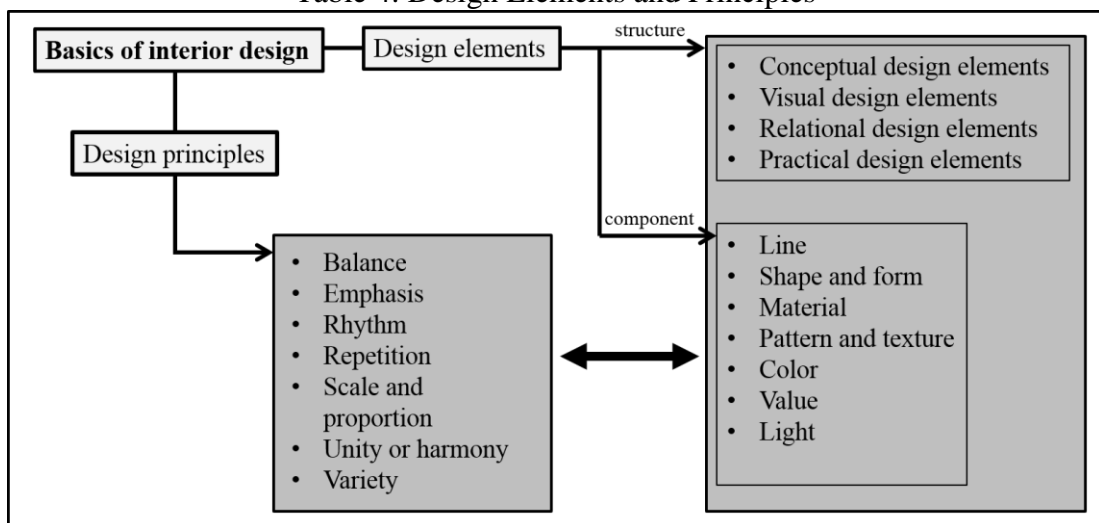 Table 4. Design Elements and Principles
Basics of interior design
Design elements
structure
• Conceptual design elements
• Visual design elements
• Relational design elements
• Practical design elements
Design principles
component
• Line
• Shape and form
• Material
• Pattern and texture
• Color
• Value
• Light
• Balance
• Emphasis
• Rhythm
• Repetition
• Scale and
proportion
• Unity or harmony
• Variety